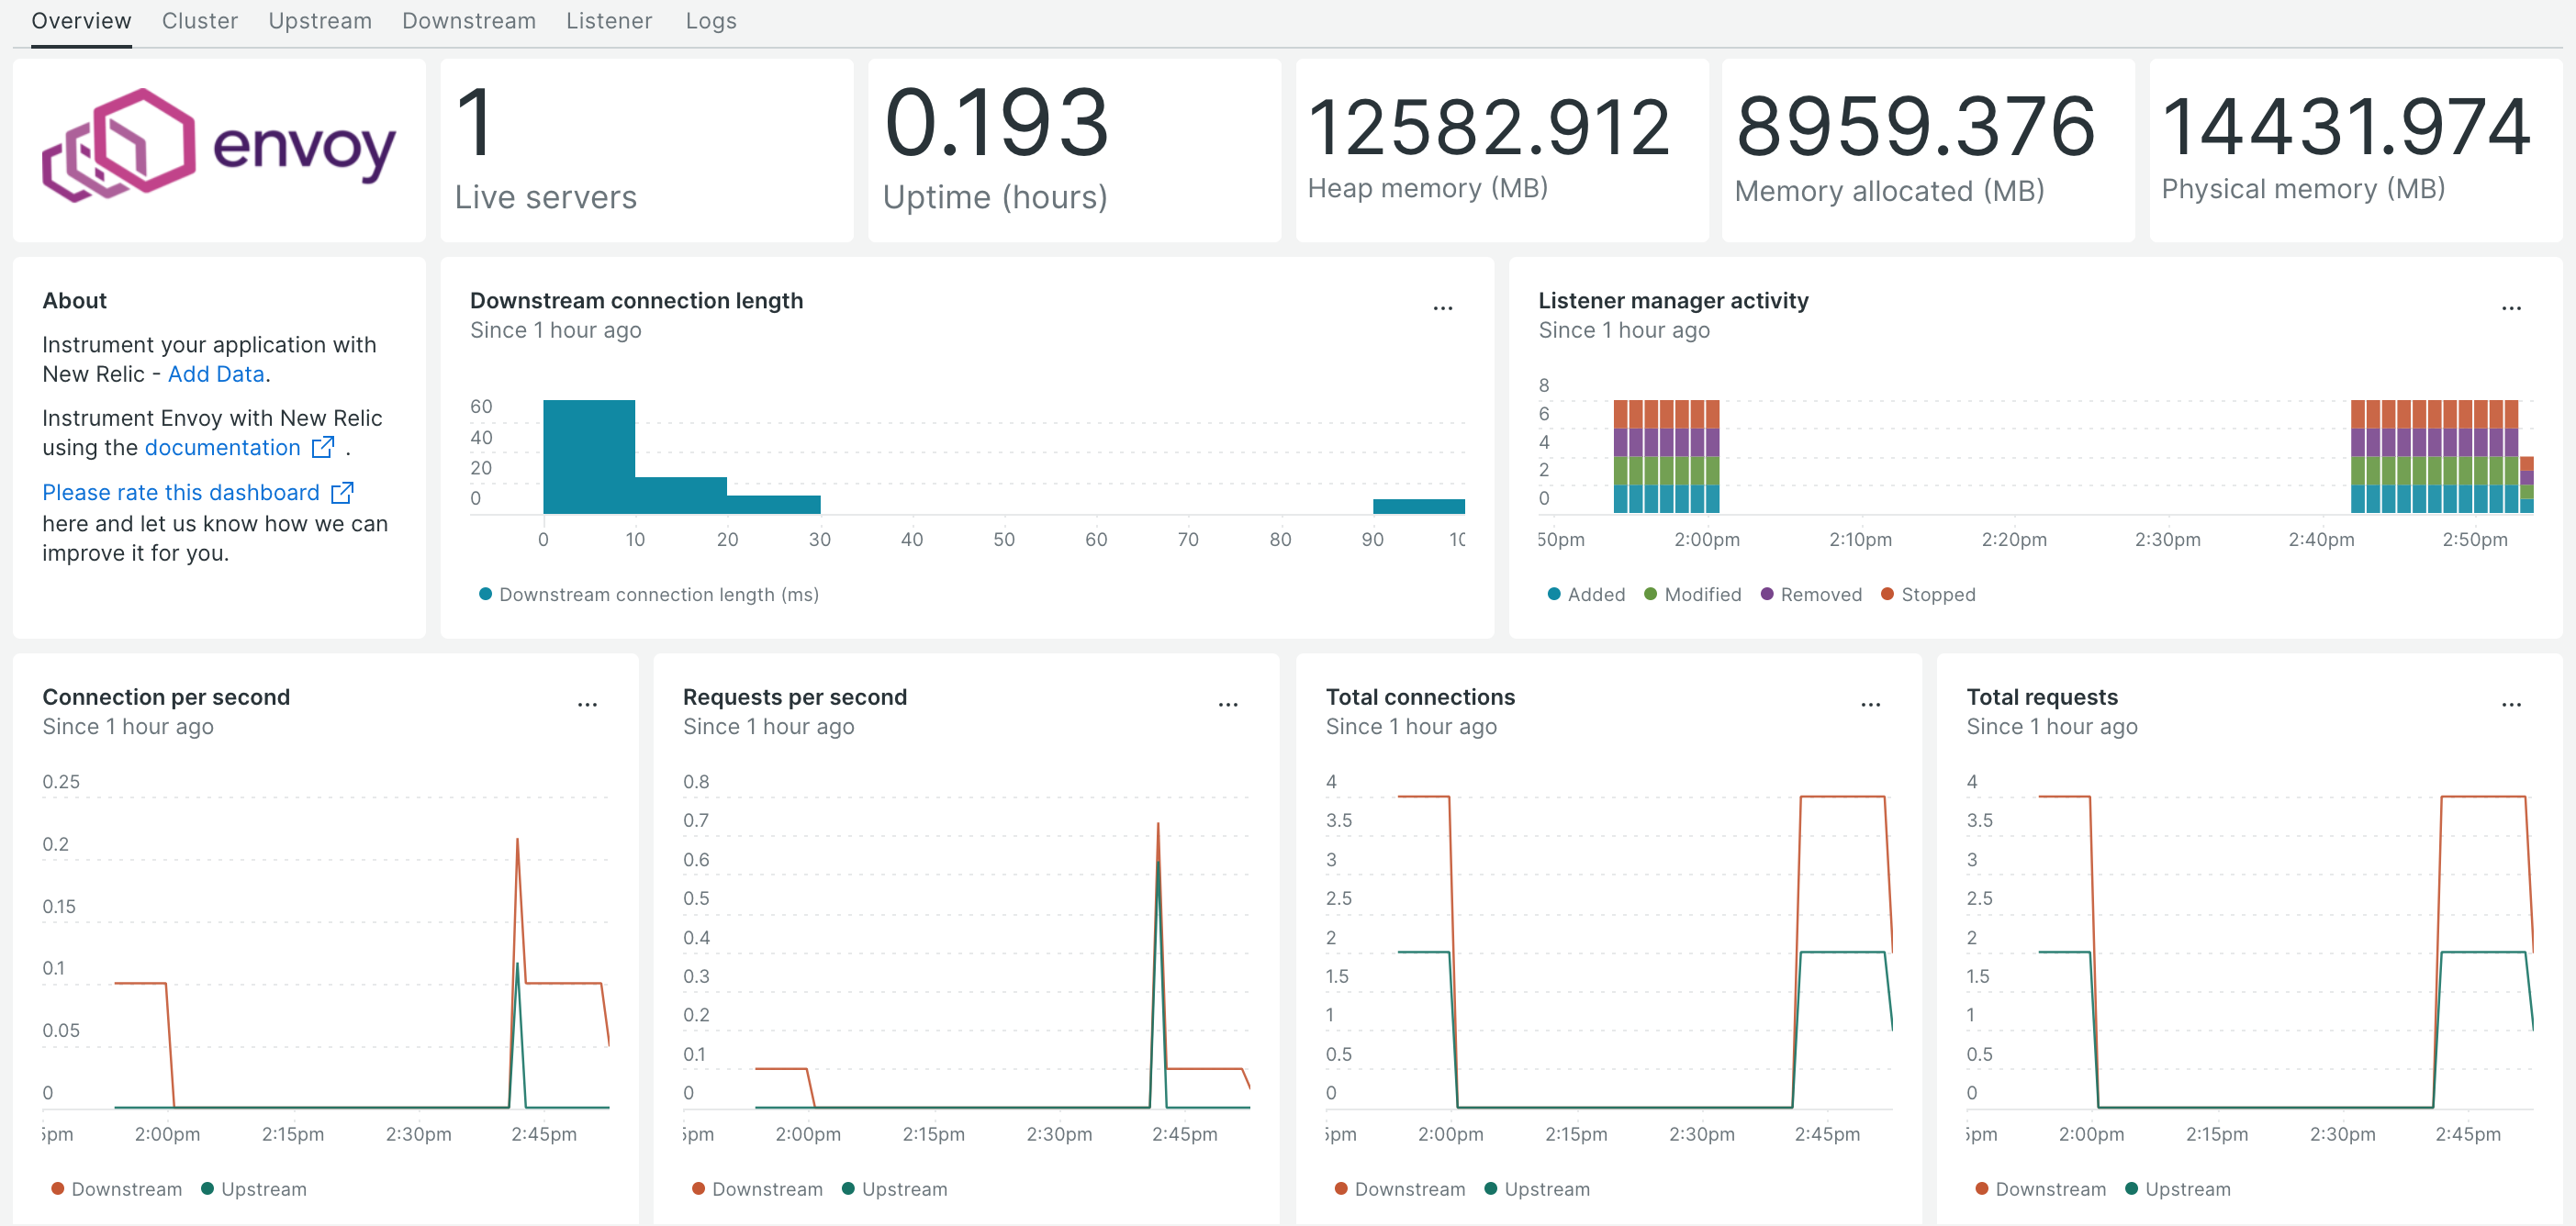 Overview Cluster Upstream Downstream Listener Logs
envoy
1
Live servers
0.193
Uptime (hours)
12582.912
Heap memory (MB)
8959.376
Memory allocated (MB)
14431.974
Physical memory (MB)
About
Instrument your application with
New Relic - Add Data.
Instrument Envoy with New Relic
using the documentation .
Please rate this dashboard
here and let us know how we can
improve it for you.
Downstream connection length
...
Since 1 hour ago
60
40
20
0
0 10 20 30 40 50 60 70 80 90 10
Downstream connection length (ms)
Listener manager activity
...
Since 1 hour ago
8
6
4
2
0
50pm 2:00pm 2:10pm 2:20pm 2:30pm 2:40pm 2:50pm
Added Modified Removed Stopped
Connection per second
...
Since 1 hour ago
0.25
0.2
0.15
0.1
0.05
0
5pm 2:00pm 2:15pm 2:30pm 2:45pm
Downstream Upstream
Requests per second
...
Since 1 hour ago
0.8
0.7
0.6
0.5
0.4
0.3
0.2
0.1
0
5pm 2:00pm 2:15pm 2:30pm 2:45pm
Downstream Upstream
Total connections
...
Since 1 hour ago
4
3.5
3
2.5
2
1.5
1
0.5
0
5pm 2:00pm 2:15pm 2:30pm 2:45pm
Downstream Upstream
Total requests
...
Since 1 hour ago
4
3.5
3
2.5
2
1.5
1
0.5
0
5pm 2:00pm 2:15pm 2:30pm 2:45pm
Downstream Upstream